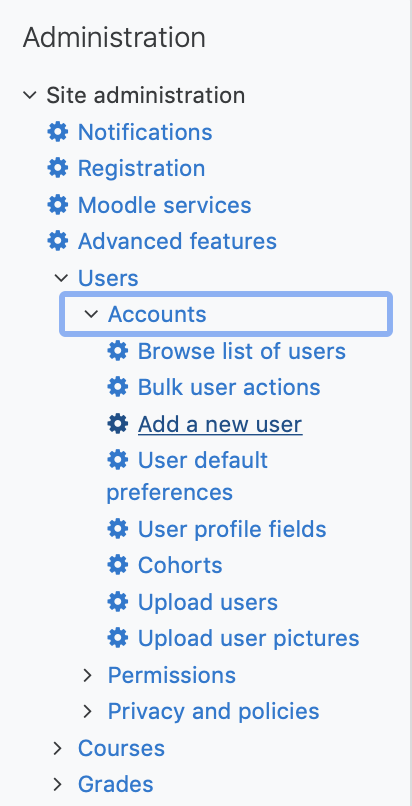 Administration
Site administration
Notifications
Registration
Moodle services
Advanced features
Users
Accounts
Browse list of users
Bulk user actions
Add a new user
User default
preferences
User profile fields
Cohorts
Upload users
Upload user pictures
Permissions
Privacy and policies
Courses
Grades